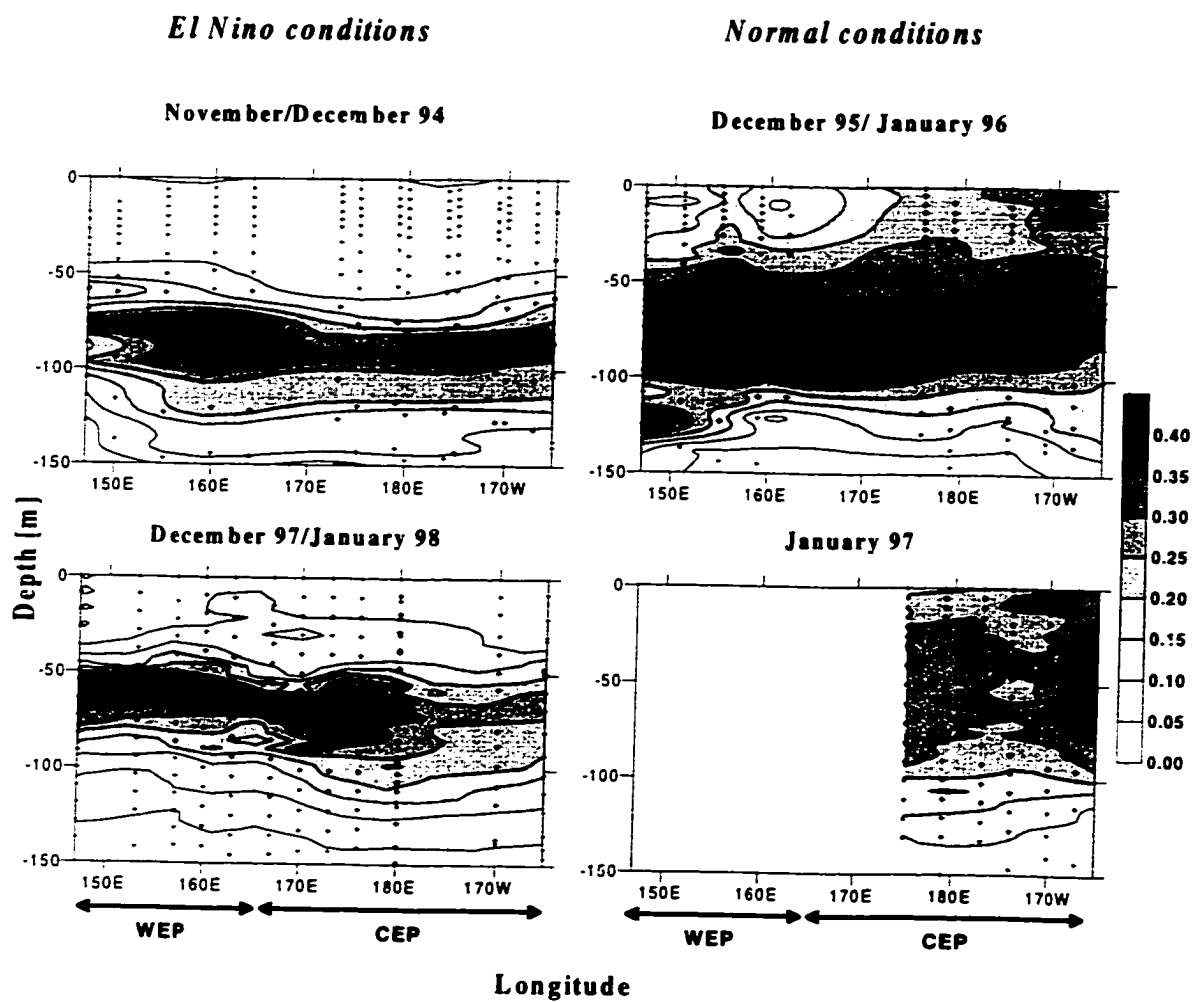 El Nino conditions
Normal conditions
November/December 94
December 95/ January 96
0
-50
-100
-150
150E 160E 170E 180E 170W
0
-50
-100
-150
150E 160E 170E 180E 170W
Depth [m]
December 97/January 98
January 97
0
-50
-100
-150
150E 160E 170E 180E 170W
WEP CEP
0
-50
-100
-150
150E 160E 170E 180E 170W
WEP CEP
0.40
0.35
0.30
0.25
0.20
0.15
0.10
0.05
0.00
Longitude